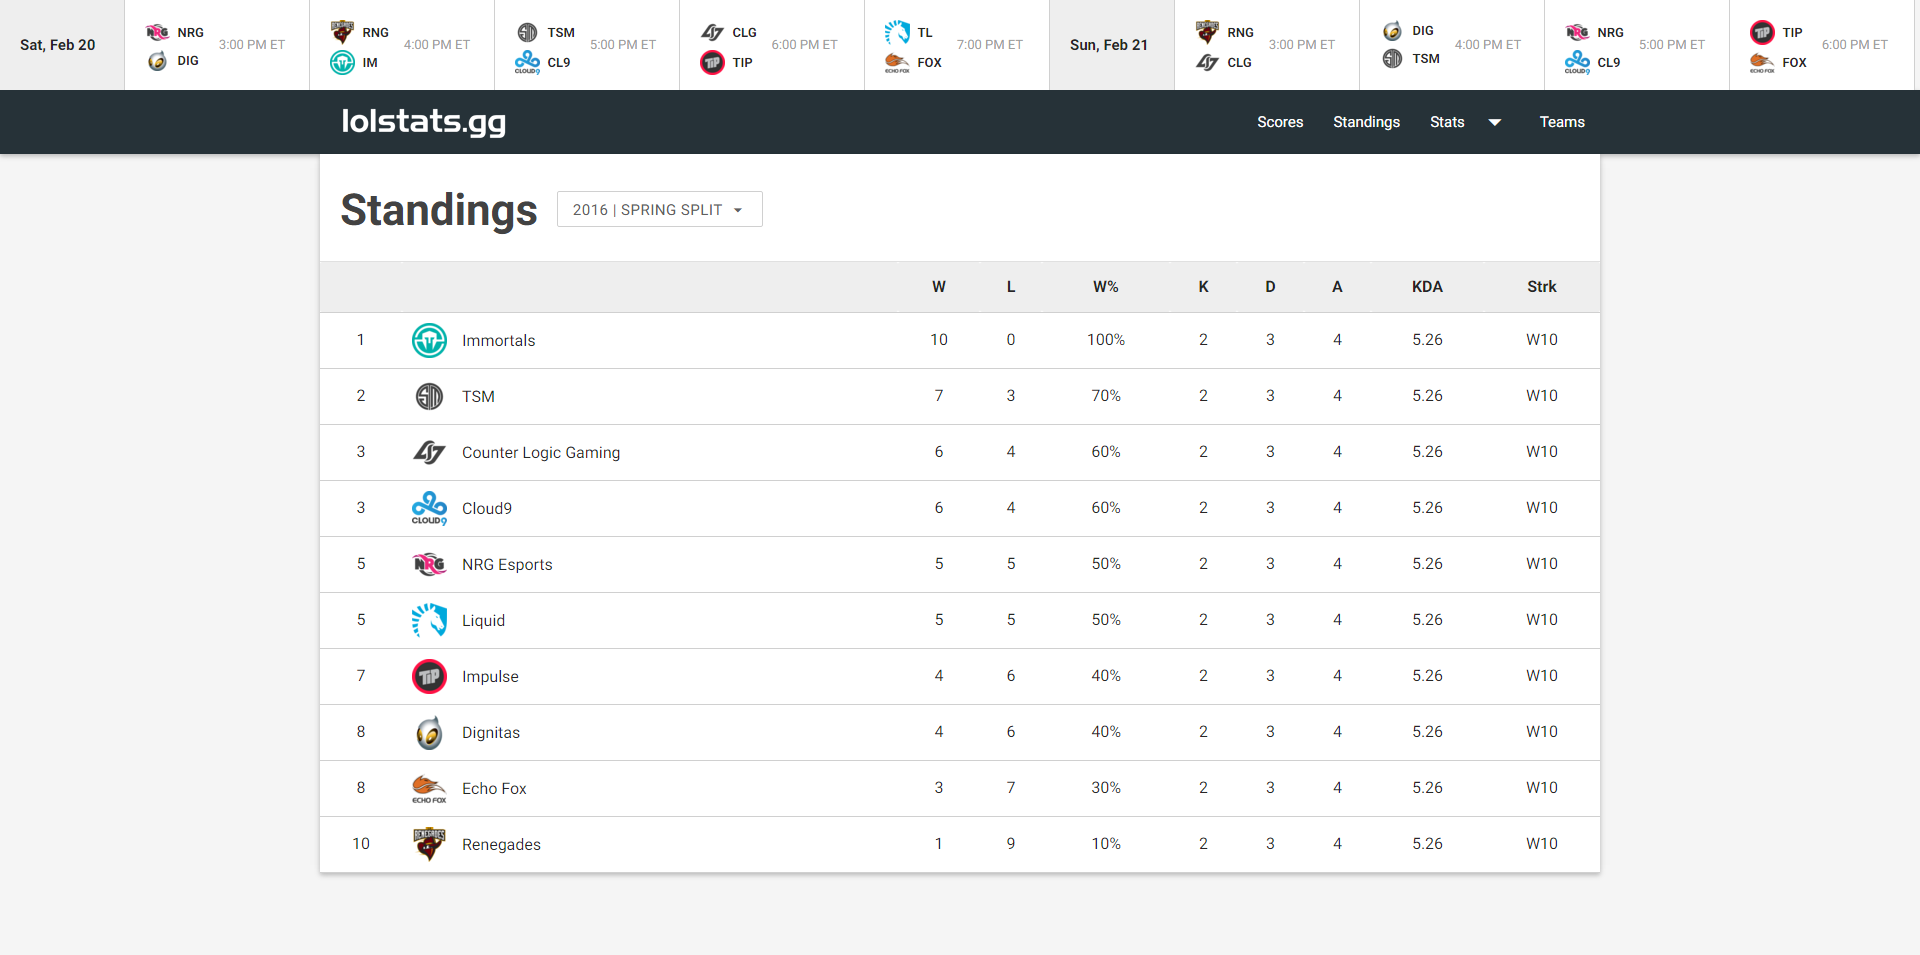 Sat, Feb 20
NRG
DIG
3:00 PM ET
RNG
IM
4:00 PM ET
TSM
CL9
5:00 PM ET
CLG
TIP
6:00 PM ET
TL
FOX
7:00 PM ET
Sun, Feb 21
RNG
CLG
3:00 PM ET
DIG
TSM
4:00 PM ET
NRG
CL9
5:00 PM ET
TIP
FOX
6:00 PM ET
lolstats.gg
Scores Standings Stats Teams
Standings 2016 | SPRING SPLIT
W L W% K D A KDA Strk
1 Immortals 10 0 100% 2 3 4 5.26 W10
2 TSM 7 3 70% 2 3 4 5.26 W10
3 Counter Logic Gaming 6 4 60% 2 3 4 5.26 W10
3 CLOUD9 Cloud9 6 4 60% 2 3 4 5.26 W10
5 NRG NRG Esports 5 5 50% 2 3 4 5.26 W10
5 Liquid 5 5 50% 2 3 4 5.26 W10
7 TiP Impulse 4 6 40% 2 3 4 5.26 W10
8 Dignitas 4 6 40% 2 3 4 5.26 W10
8 ECHO FOX Echo Fox 3 7 30% 2 3 4 5.26 W10
10 RENEGADES Renegades 1 9 10% 2 3 4 5.26 W10